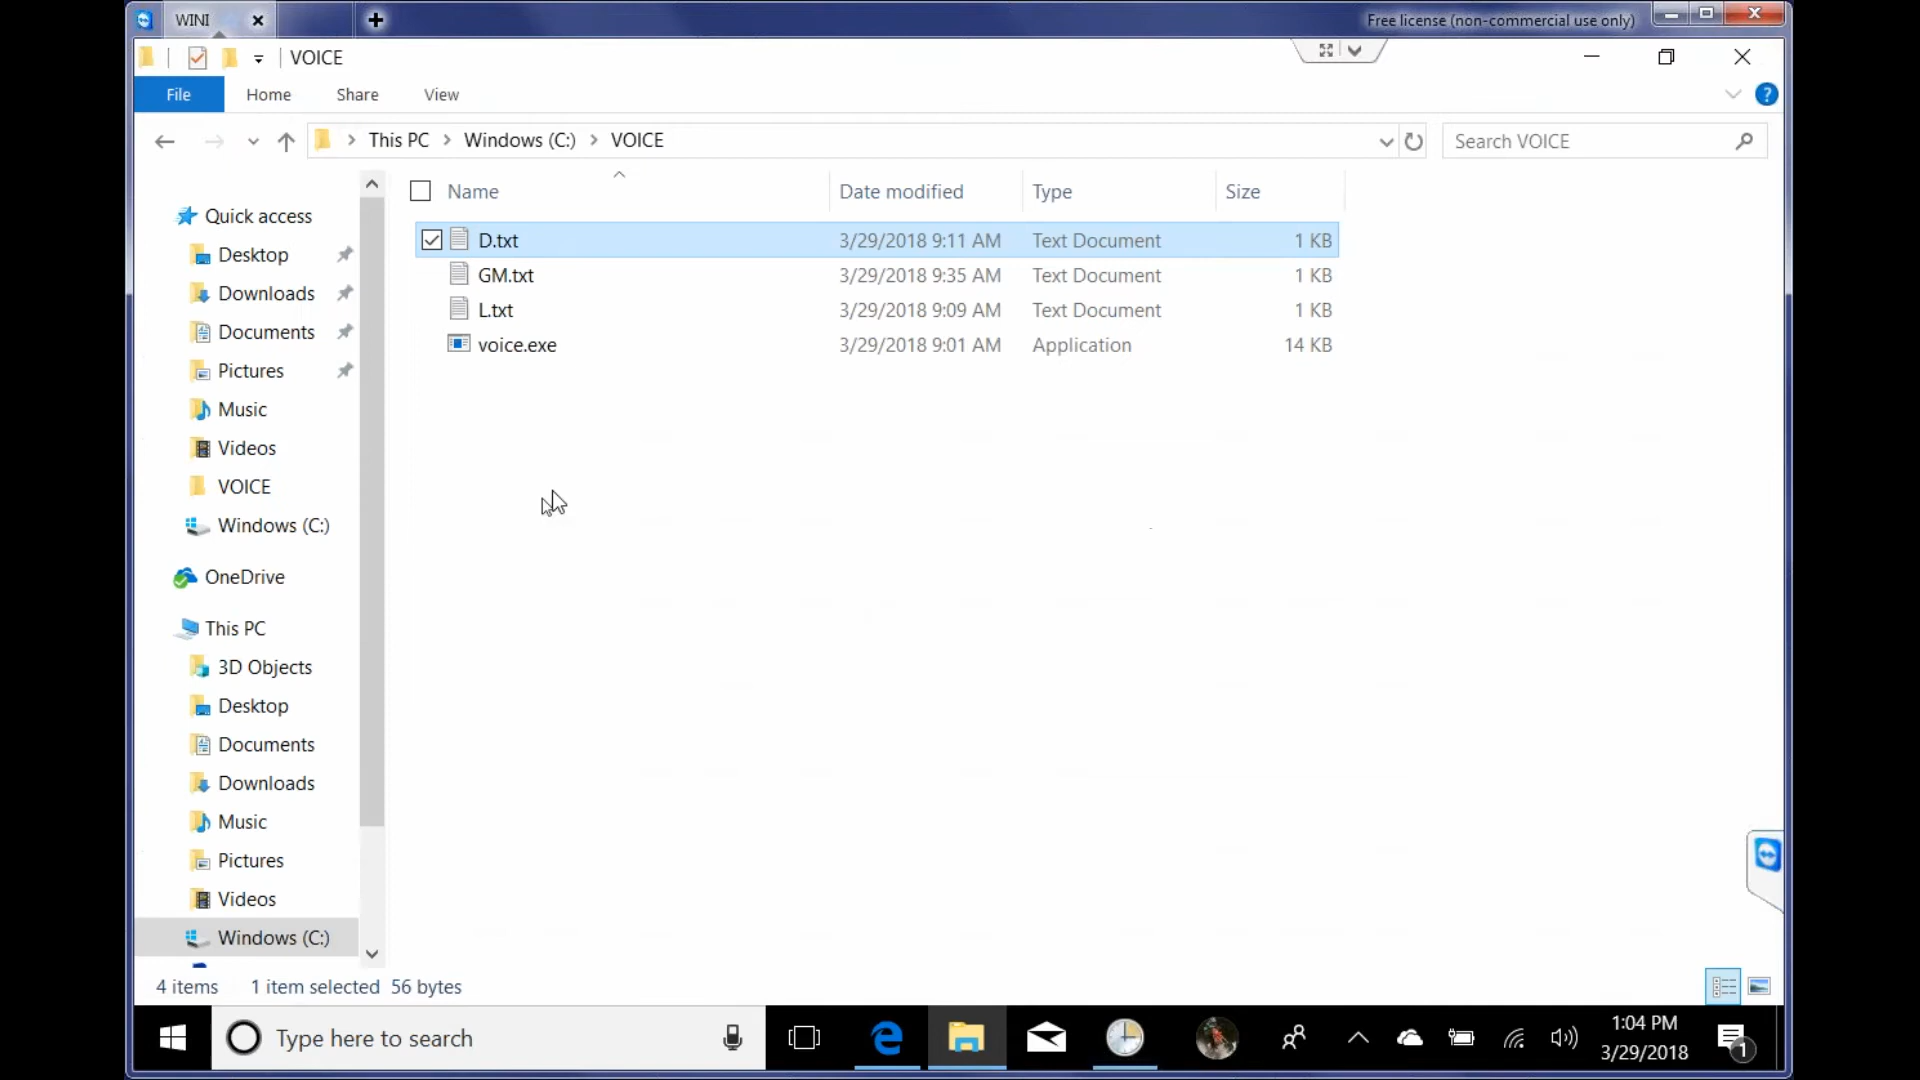 WINI
Free license (non-commercial use only)
VOICE
File Home Share View
This PC Windows (C:) VOICE
Search VOICE
Name Date modified Type Size
D.txt 3/29/2018 9:11 AM Text Document 1 KB
GM.txt 3/29/2018 9:35 AM Text Document 1 KB
L.txt 3/29/2018 9:09 AM Text Document 1 KB
voice.exe 3/29/2018 9:01 AM Application 14 KB
Quick access
Desktop
Downloads
Documents
Pictures
Music
Videos
VOICE
Windows (C:)
OneDrive
This PC
3D Objects
Desktop
Documents
Downloads
Music
Pictures
Videos
Windows (C:)
4 items 1 item selected 56 bytes
Type here to search
1:04 PM
3/29/2018
1